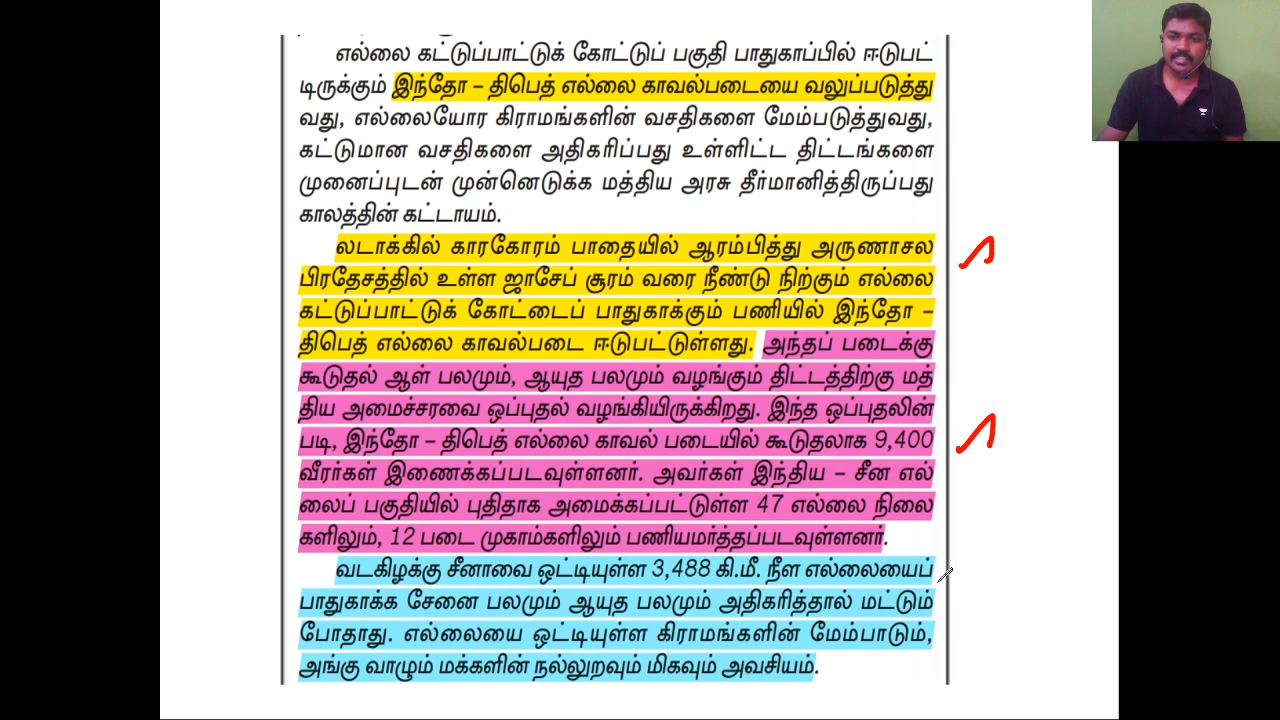 எல்லை கட்டுப்பாட்டுக் கோட்டுப் பகுதி பாதுகாப்பில் ஈடுபட்
டிருக்கும் இந்தோ – திபெத் எல்லை காவல்படையை வலுப்படுத்து
வது, எல்லையோர கிராமங்களின் வசதிகளை மேம்படுத்துவது,
கட்டுமான வசதிகளை அதிகரிப்பது உள்ளிட்ட திட்டங்களை
முனைப்புடன் முன்னெடுக்க மத்திய அரசு தீர்மானித்திருப்பது
காலத்தின் கட்டாயம்.
லடாக்கில் காரகோரம் பாதையில் ஆரம்பித்து அருணாசல
பிரதேசத்தில் உள்ள ஜாசேப் சூரம் வரை நீண்டு நிற்கும் எல்லை
கட்டுப்பாட்டுக் கோட்டைப் பாதுகாக்கும் பணியில் இந்தோ –
திபெத் எல்லை காவல்படை ஈடுபட்டுள்ளது. அந்தப் படைக்கு
கூடுதல் ஆள் பலமும், ஆயுத பலமும் வழங்கும் திட்டத்திற்கு மத்
திய அமைச்சரவை ஒப்புதல் வழங்கியிருக்கிறது. இந்த ஒப்புதலின்
படி, இந்தோ – திபெத் எல்லை காவல் படையில் கூடுதலாக 9,400
வீரர்கள் இணைக்கப்படவுள்ளனர். அவர்கள் இந்திய – சீன எல்
லைப் பகுதியில் புதிதாக அமைக்கப்பட்டுள்ள 47 எல்லை நிலை
களிலும், 12 படை முகாம்களிலும் பணியமர்த்தப்படவுள்ளனர்.
வடகிழக்கு சீனாவை ஒட்டியுள்ள 3,488 கி.மீ. நீள எல்லையைப்
பாதுகாக்க சேனை பலமும் ஆயுத பலமும் அதிகரித்தால் மட்டும்
போதாது. எல்லையை ஒட்டியுள்ள கிராமங்களின் மேம்பாடும்,
அங்கு வாழும் மக்களின் நல்லுறவும் மிகவும் அவசியம்.